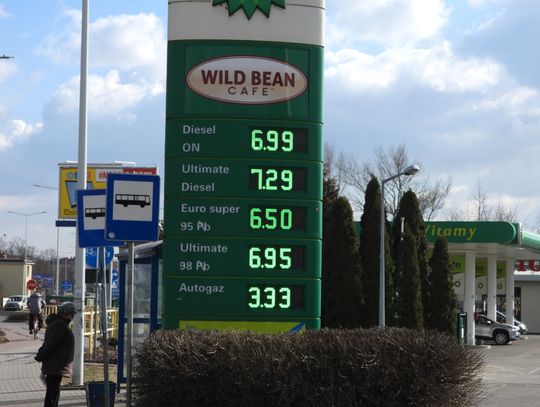 WILD BEAN
CAFE
Diesel
ON
6.99
Ultimate
Diesel
7.29
Euro super
95 Pb
6.50
Ultimate
98 Pb
6.95
Autogaz
3.33
Witamy